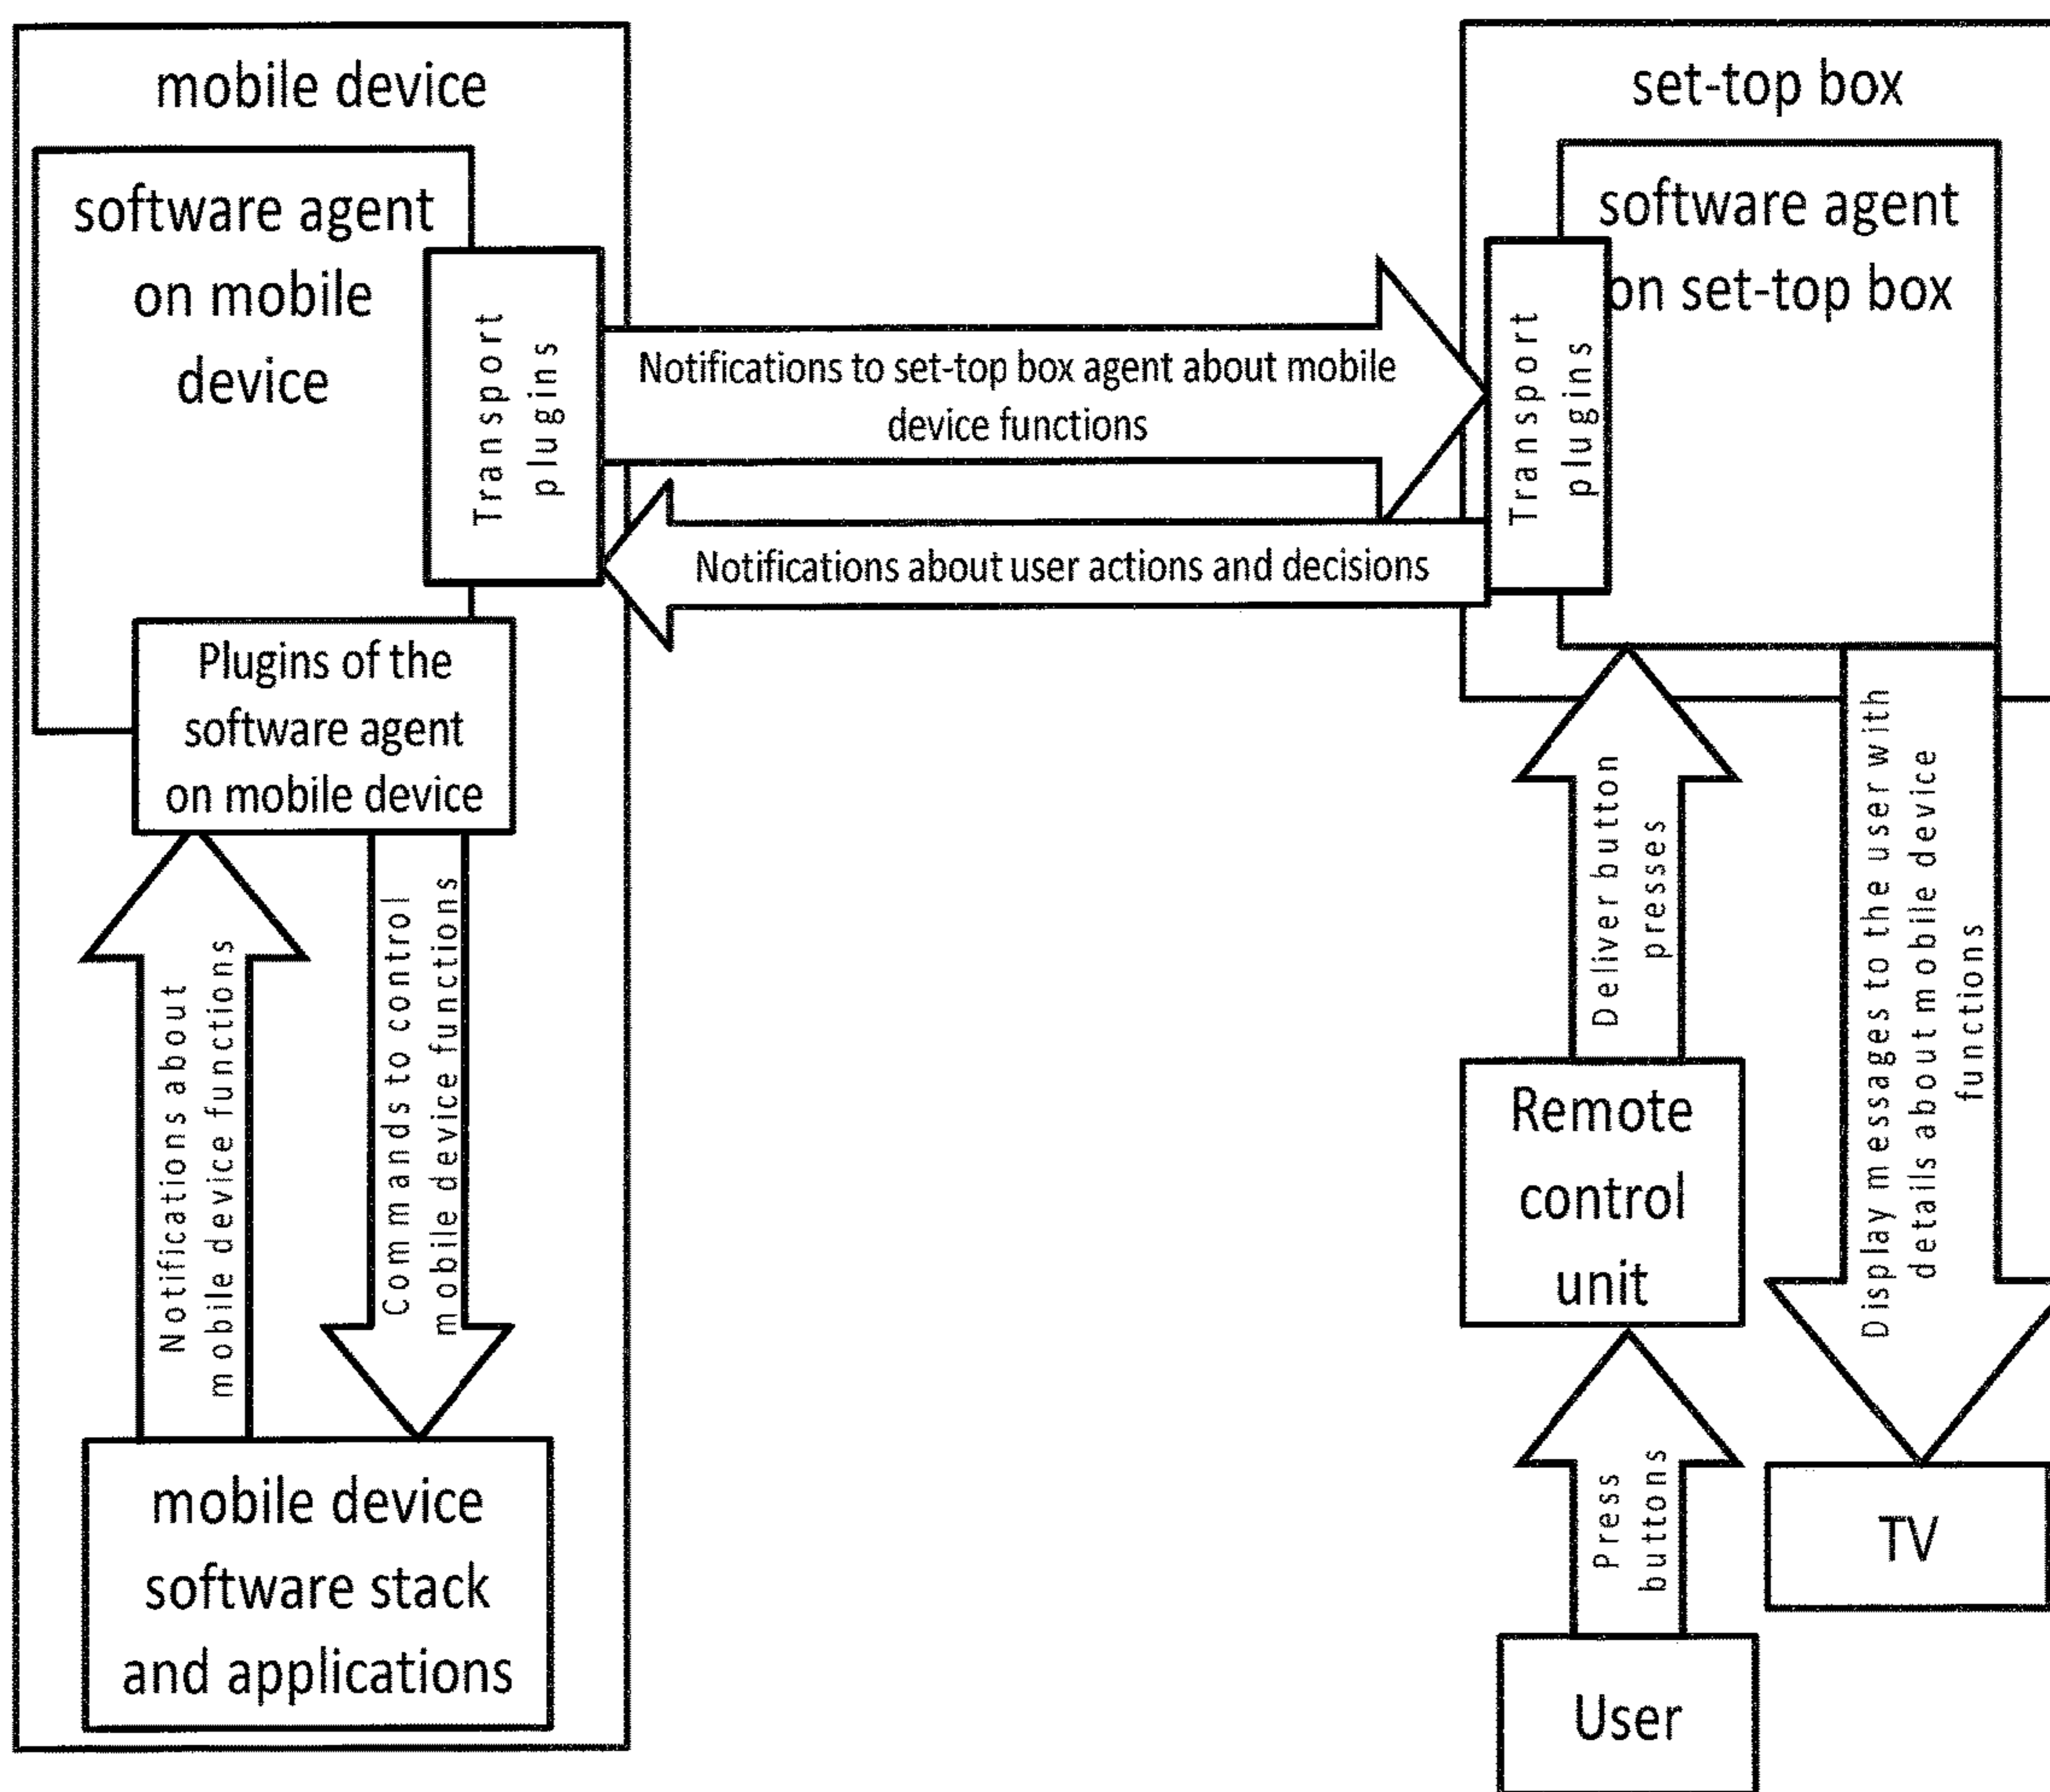 mobile device
software agent
on mobile
device
Transport
plugins
Plugins of the
software agent
on mobile device
Notifications about
mobile device functions
Commands to control
mobile device functions
mobile device
software stack
and applications
Notifications to set-top box agent about mobile
device functions
Notifications about user actions and decisions
set-top box
software agent
on set-top box
Transport
plugins
Deliver button
presses
Display messages to the user with
details about mobile device
functions
Remote
control
unit
Press
buttons
TV
User